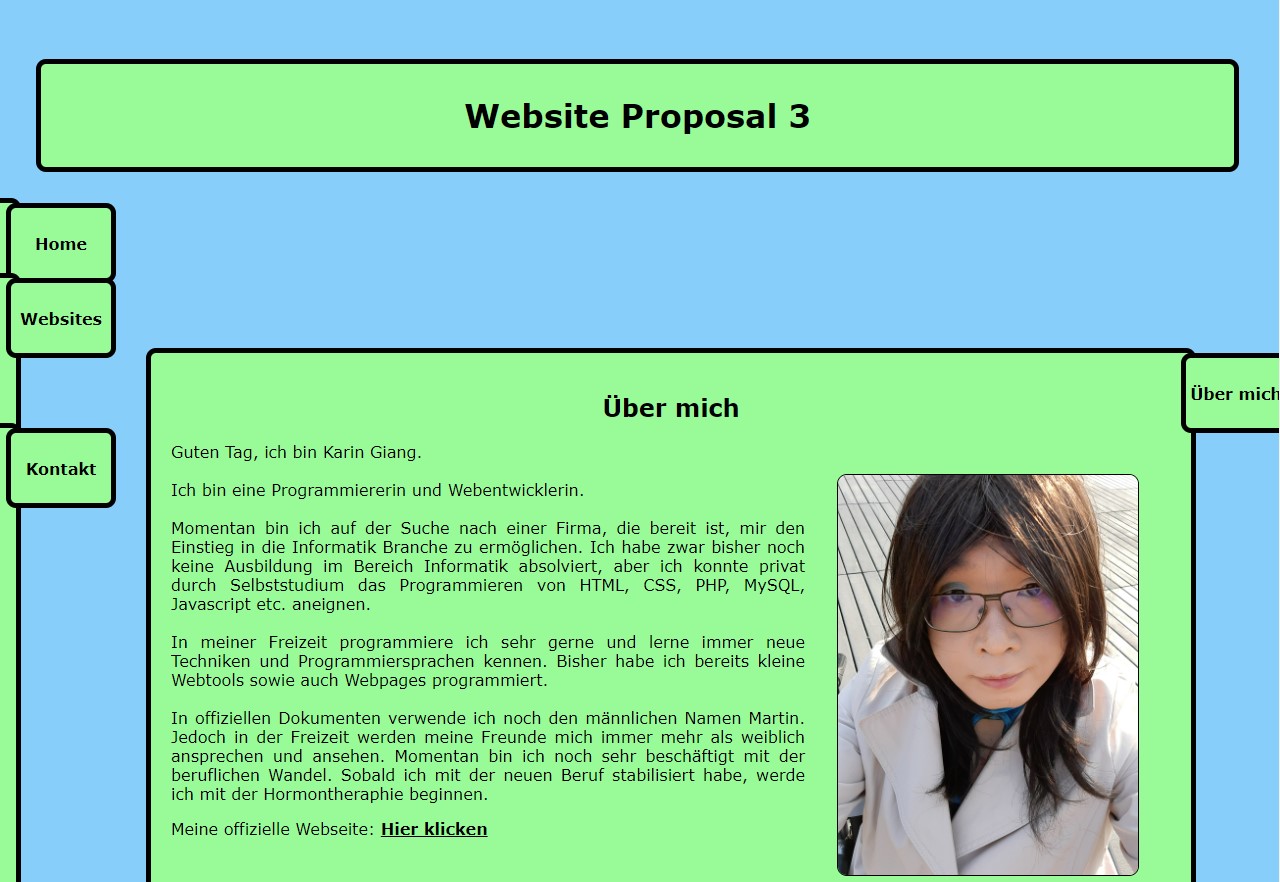 Website Proposal 3
Home
Websites
Kontakt
Über mich
Über mich
Guten Tag, ich bin Karin Giang.
Ich bin eine Programmiererin und Webentwicklerin.
Momentan bin ich auf der Suche nach einer Firma, die bereit ist, mir den
Einstieg in die Informatik Branche zu ermöglichen. Ich habe zwar bisher noch
keine Ausbildung im Bereich Informatik absolviert, aber ich konnte privat
durch Selbststudium das Programmieren von HTML, CSS, PHP, MySQL,
Javascript etc. aneignen.
In meiner Freizeit programmiere ich sehr gerne und lerne immer neue
Techniken und Programmiersprachen kennen. Bisher habe ich bereits kleine
Webtools sowie auch Webpages programmiert.
In offiziellen Dokumenten verwende ich noch den männlichen Namen Martin.
Jedoch in der Freizeit werden meine Freunde mich immer mehr als weiblich
ansprechen und ansehen. Momentan bin ich noch sehr beschäftigt mit der
beruflichen Wandel. Sobald ich mit der neuen Beruf stabilisiert habe, werde
ich mit der Hormontheraphie beginnen.
Meine offizielle Webseite: Hier klicken